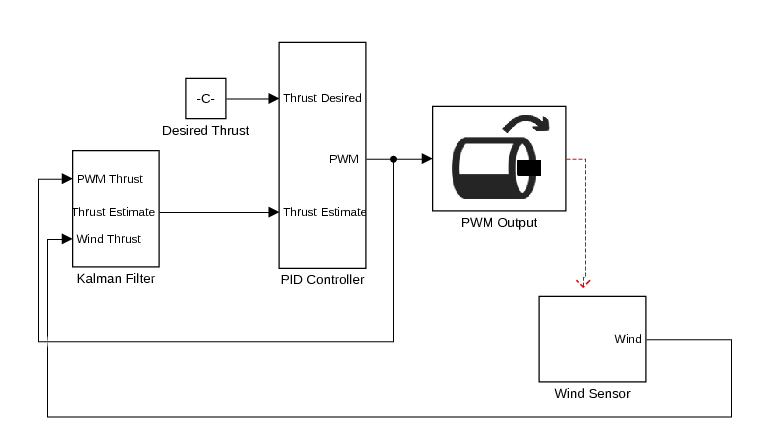 -C-
Desired Thrust
Thrust Desired
PWM
Thrust Estimate
PID Controller
PWM Thrust
Thrust Estimate
Wind Thrust
Kalman Filter
PWM Output
Wind
Wind Sensor